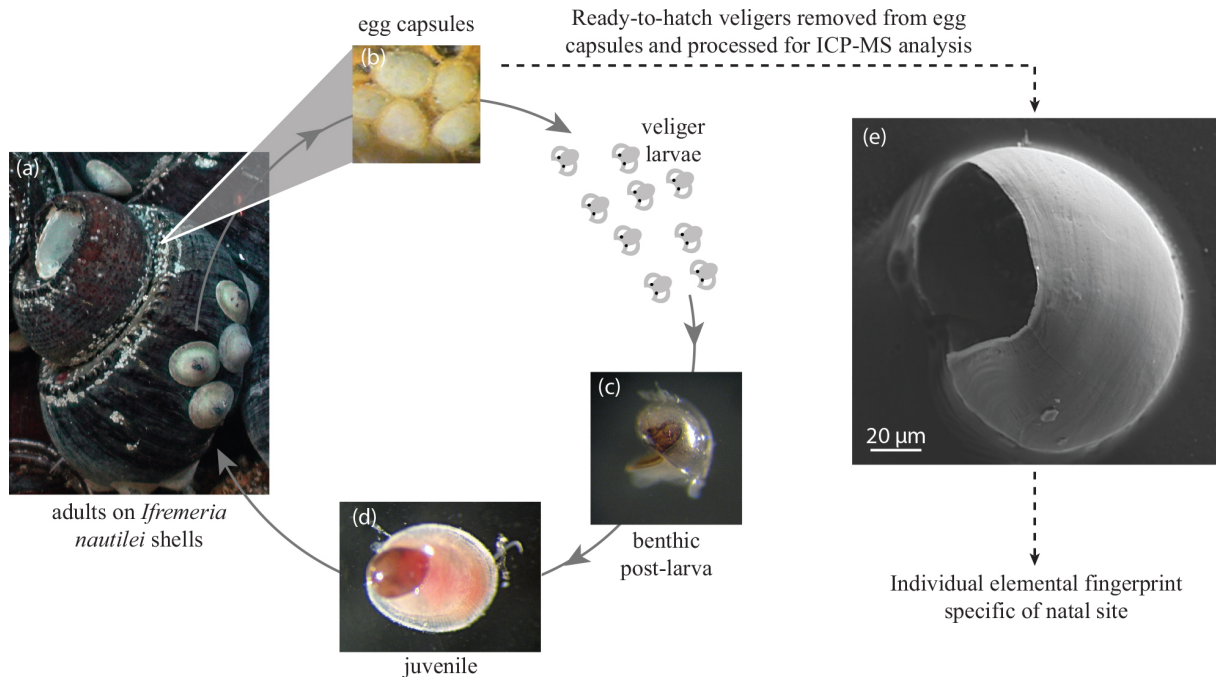 egg capsules
Ready-to-hatch veligers removed from egg
capsules and processed for ICP-MS analysis
(b)
veliger
larvae
(a)
(e)
20 µm
(c)
adults on Ifremeria
nautilei shells
(d)
benthic
post-larva
juvenile
Individual elemental fingerprint
specific of natal site